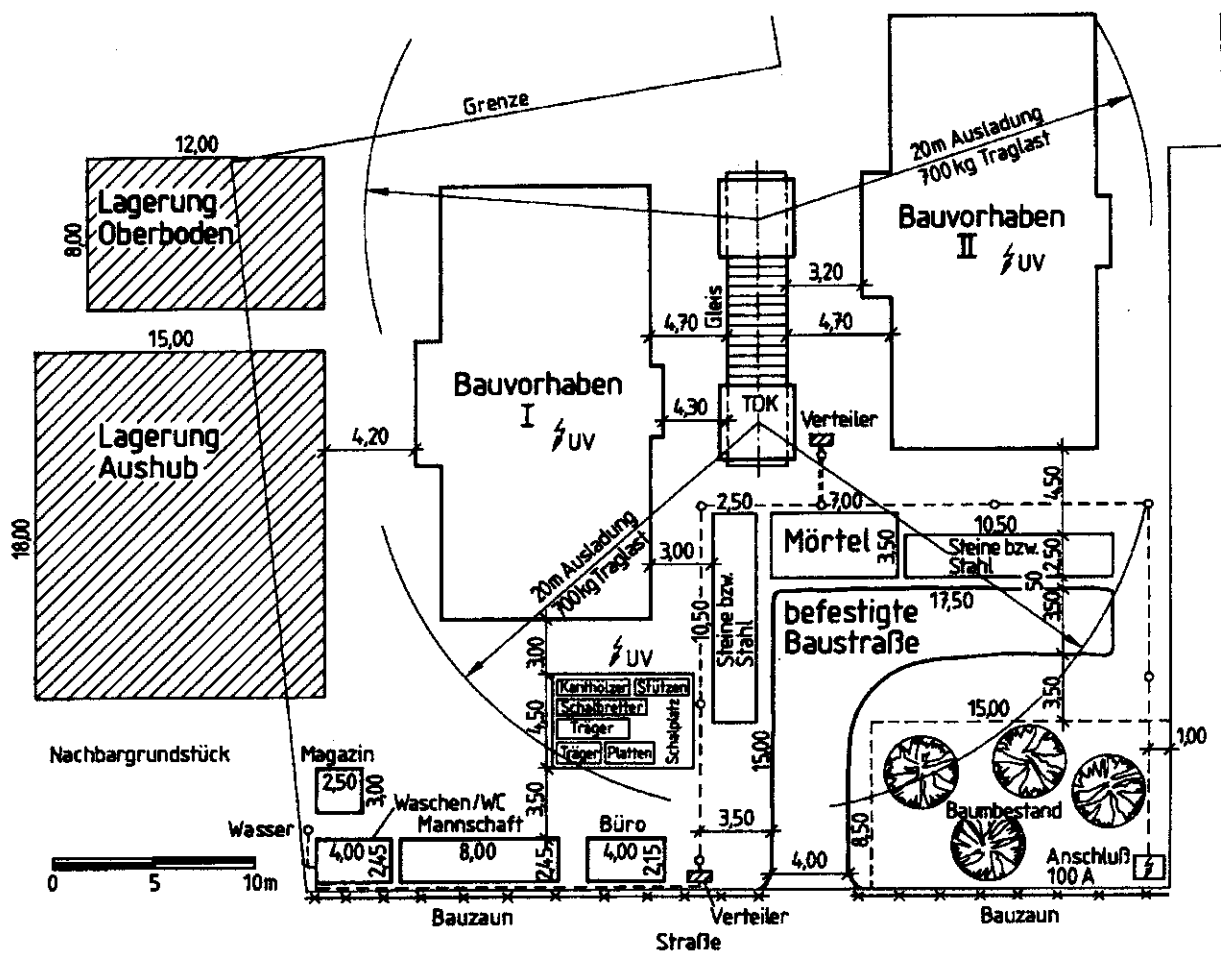 Grenze
12,00
20m Ausladung
700 kg Traglast
Lagerung
Oberboden
8,00
Bauvorhaben
II
UV
3,20
Gleis
4,70
4,70
15,00
Bauvorhaben
I
UV
4,30
TDK
Verteiler
Lagerung
Aushub
4,20
18,00
4,50
2,50
7,00
10,50
Mörtel
3,50
Steine bzw.
Stahl
2,50
50
20m Ausladung
700kg Traglast
3,00
10,50
Steine bzw.
Stahl
17,50
3,50
befestigte
Baustraße
UV
3,00
Kanthölzer
Stützen
Schalbretter
Träger
Träger
Platten
Schalplatz
4,50
3,50
15,00
1,00
Nachbargrundstück
Magazin
2,50
3,00
15,00
Waschen/WC
Mannschaft
3,50
Büro
3,50
Baumbestand
Wasser
4,00
2,45
8,00
2,45
4,00
2,15
4,00
8,50
Anschluß
100 A
0
5
10m
Bauzaun
Verteiler
Bauzaun
Straße